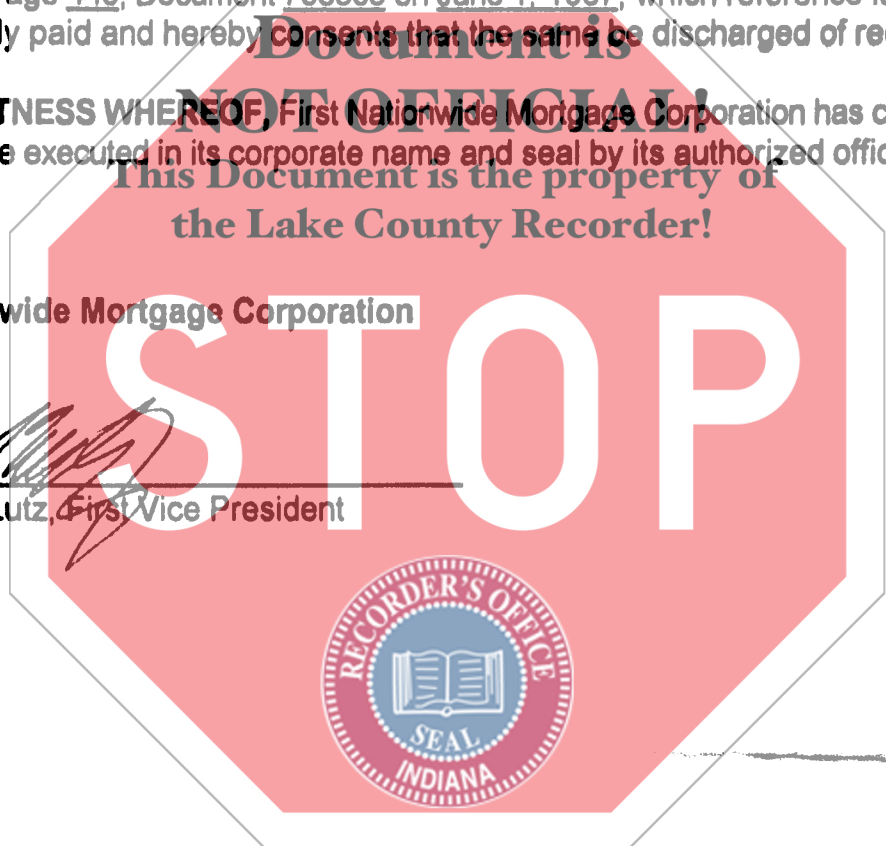 Document
y paid and hereby consents that the same be discharged of re
Document is
TNESS WHEREOF, First Nationwide Mortgage Corporation has c
NOT OFFICIAL!
e executed in its corporate name and seal by its authorized offic
This Document is the property of
the Lake County Recorder!
wide Mortgage Corporation
STOP
utz, First Vice President
RECORDER'S OFFICE
SEAL
INDIANA